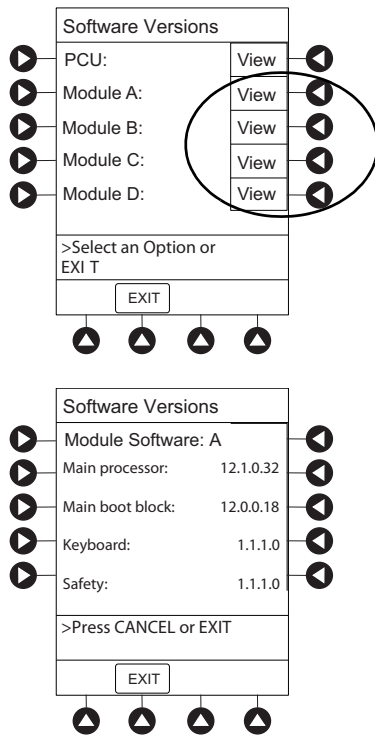 Software Versions
PCU: View
Module A: View
Module B: View
Module C: View
Module D: View
>Select an Option or
EXI T
EXIT
Software Versions
Module Software: A
Main processor: 12.1.0.32
Main boot block: 12.0.0.18
Keyboard: 1.1.1.0
Safety: 1.1.1.0
>Press CANCEL or EXIT
EXIT